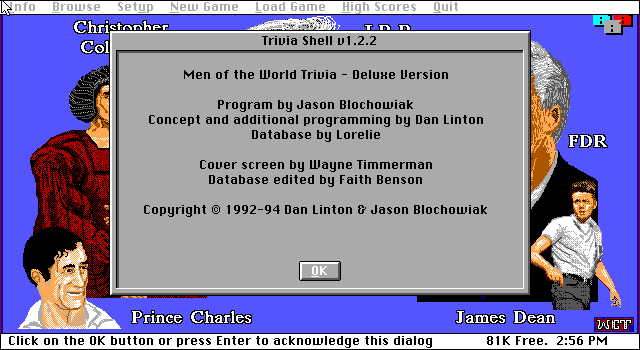 Info Browse Setup New Game Load Game High Scores Quit
Christopher
Trivia Shell v1.2.2
Men of the World Trivia - Deluxe Version
Program by Jason Blochowiak
Concept and additional programming by Dan Linton
Database by Lorelie
FDR
Cover screen by Wayne Timmerman
Database edited by Faith Benson
Copyright © 1992-94 Dan Linton & Jason Blochowiak
OK
Prince Charles
James Dean
WCT
Click on the OK button or press Enter to acknowledge this dialog 81K Free. 2:56 PM